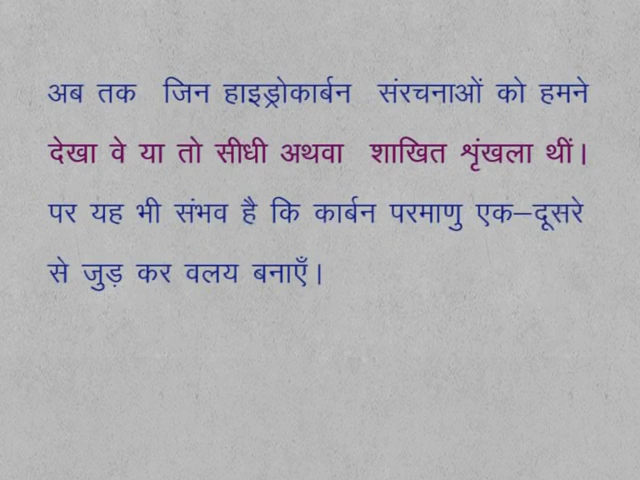 अब तक जिन हाइड्रोकार्बन संरचनाओं को हमने
देखा वे या तो सीधी अथवा शाखित शृंखला थीं।
पर यह भी संभव है कि कार्बन परमाणु एक–दूसरे
से जुड़ कर वलय बनाएँ।